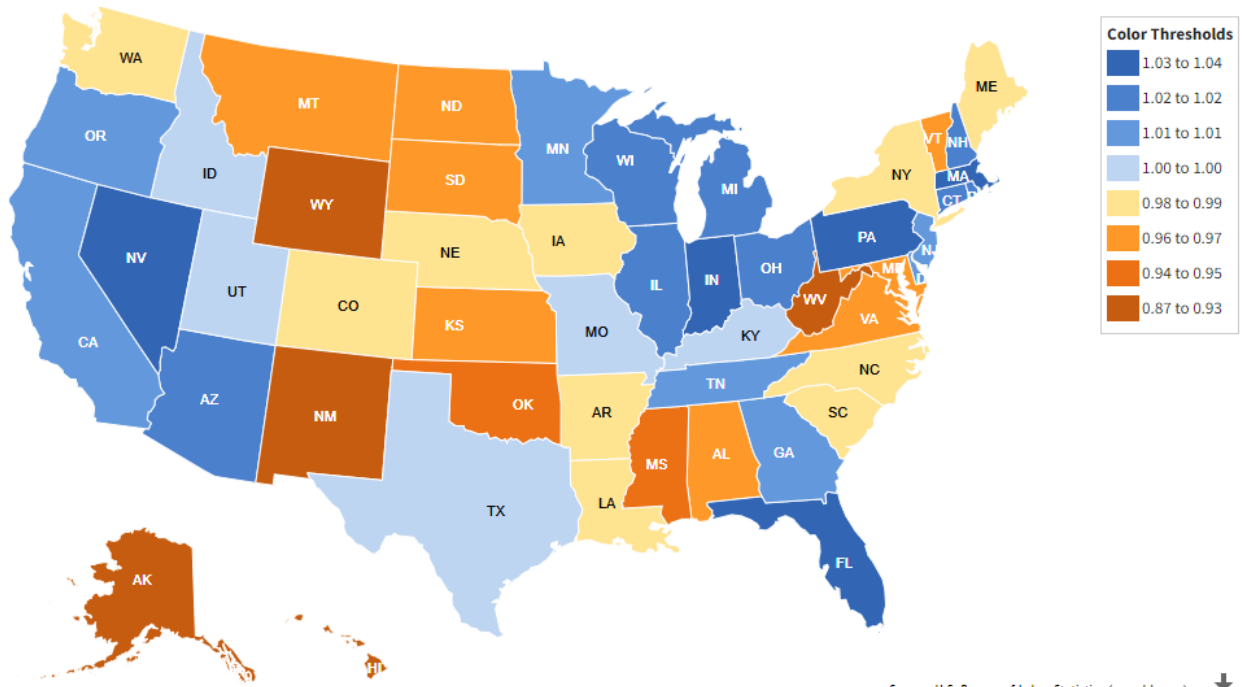 Color Thresholds
1.03 to 1.04
1.02 to 1.02
1.01 to 1.01
1.00 to 1.00
0.98 to 0.99
0.96 to 0.97
0.94 to 0.95
0.87 to 0.93
WA
ME
MT
ND
OR
MN
VT
NH
ID
WI
NY
MA
SD
MI
WY
CT
IA
PA
NE
NV
OH
NJ
IN
IL
UT
CO
WV
MO
KS
VA
KY
CA
NC
TN
AZ
OK
AR
SC
NM
AL
GA
MS
LA
TX
FL
AK
HI